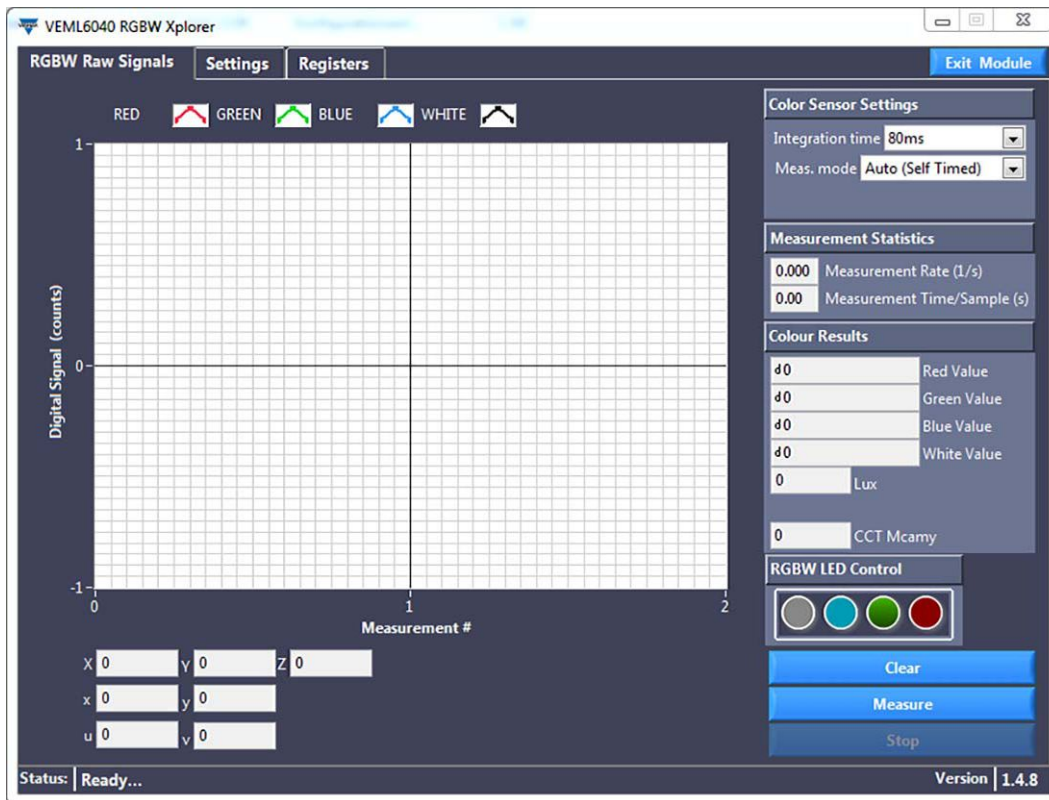 VEML6040 RGBW Xplorer
RGBW Raw Signals Settings Registers Exit Module
RED GREEN BLUE WHITE
1
0
-1
0 1 2
Digital Signal (counts)
Measurement #
X 0 Y 0 Z 0
x 0 y 0
u 0 v 0
Color Sensor Settings
Integration time 80ms
Meas. mode Auto (Self Timed)
Measurement Statistics
0.000 Measurement Rate (1/s)
0.00 Measurement Time/Sample (s)
Colour Results
d 0 Red Value
d 0 Green Value
d 0 Blue Value
d 0 White Value
0 Lux
0 CCT Mcamy
RGBW LED Control
Clear
Measure
Stop
Status: Ready... Version 1.4.8